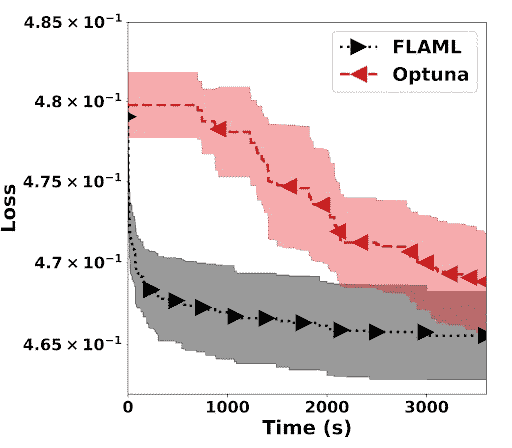 4.85 × 10⁻¹
4.8 × 10⁻¹
4.75 × 10⁻¹
4.7 × 10⁻¹
4.65 × 10⁻¹
Loss
FLAML
Optuna
0 1000 2000 3000
Time (s)